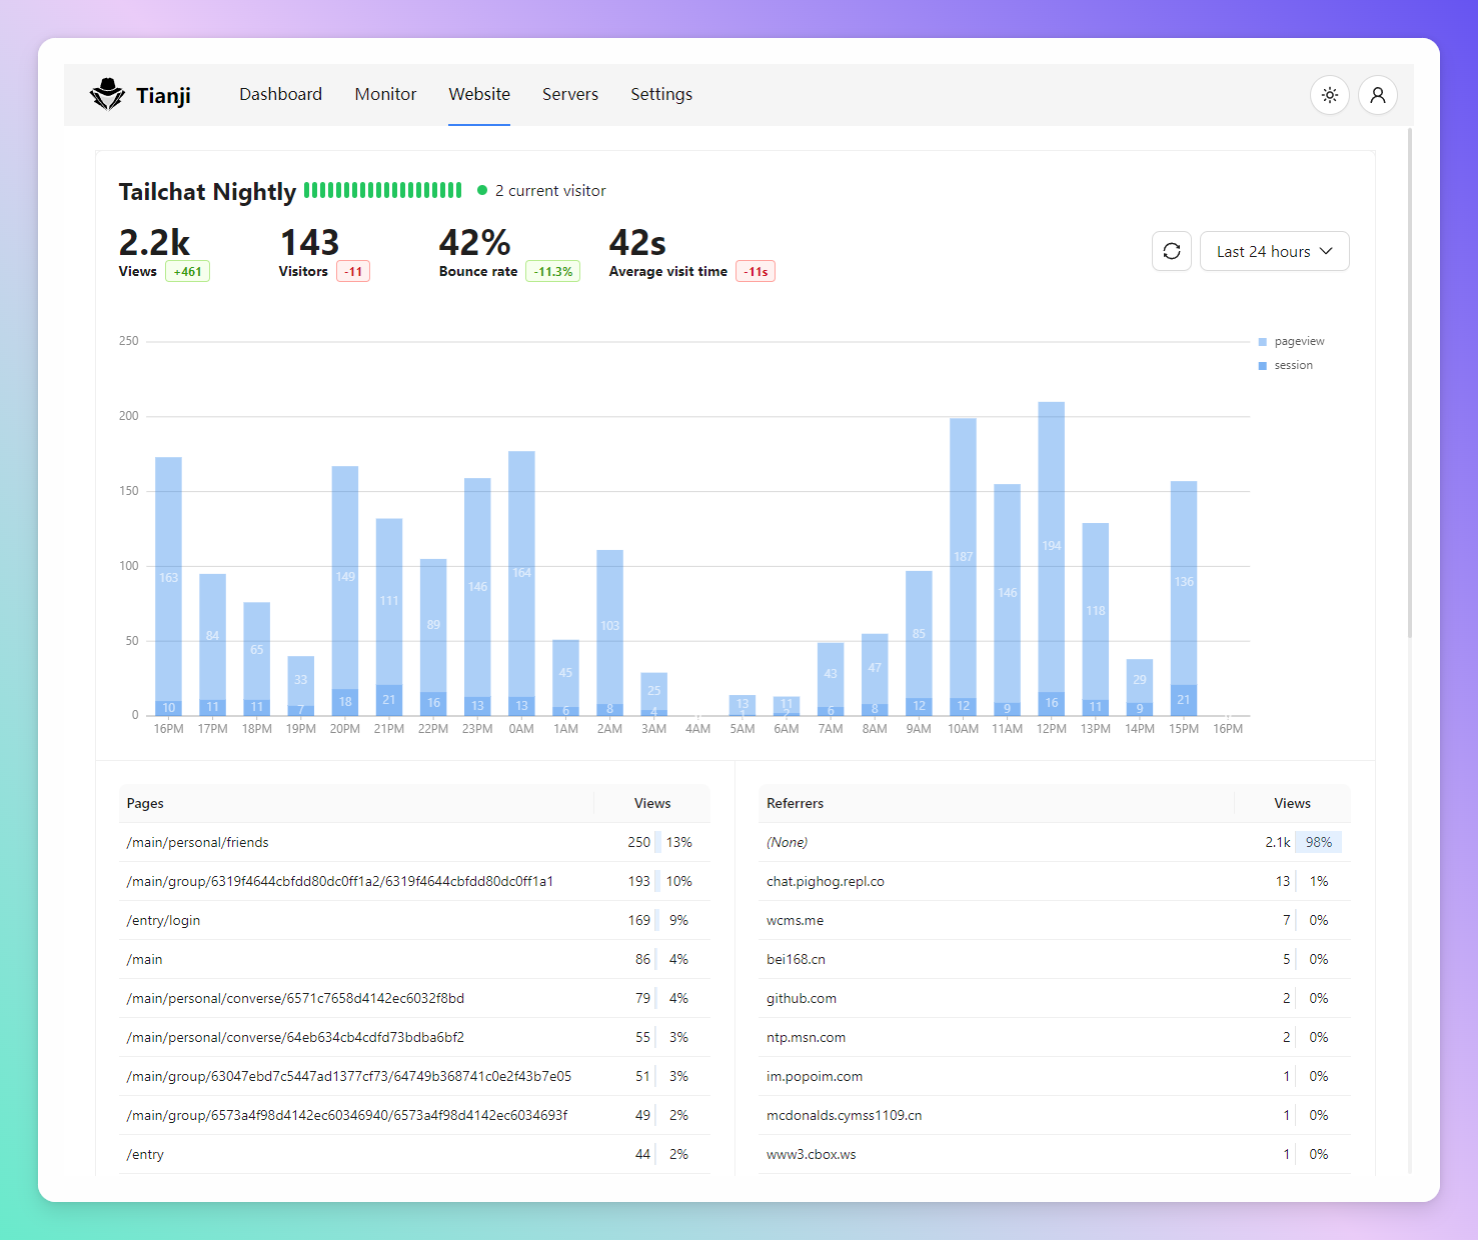 Tianji Dashboard Monitor Website Servers Settings
Tailchat Nightly 2 current visitor
2.2k 143 42% 42s
Views +461 Visitors -11 Bounce rate -11.3% Average visit time -11s
Last 24 hours
250
pageview
session
200
150
100
50
0
163 84 65 33 149 111 89 146 164 45 103 25 13 11 43 47 85 187 146 194 118 29 136
10 11 11 7 18 21 16 13 13 6 8 4 1 2 6 8 12 12 9 16 11 9 21
16PM 17PM 18PM 19PM 20PM 21PM 22PM 23PM 0AM 1AM 2AM 3AM 4AM 5AM 6AM 7AM 8AM 9AM 10AM 11AM 12PM 13PM 14PM 15PM 16PM
Pages Views
/main/personal/friends 250 13%
/main/group/6319f4644cbfdd80dc0ff1a2/6319f4644cbfdd80dc0ff1a1 193 10%
/entry/login 169 9%
/main 86 4%
/main/personal/converse/6571c7658d4142ec6032f8bd 79 4%
/main/personal/converse/64eb634cb4cdfd73bdba6bf2 55 3%
/main/group/63047ebd7c5447ad1377cf73/64749b368741c0e2f43b7e05 51 3%
/main/group/6573a4f98d4142ec60346940/6573a4f98d4142ec6034693f 49 2%
/entry 44 2%
Referrers Views
(None) 2.1k 98%
chat.pighog.repl.co 13 1%
wcms.me 7 0%
bei168.cn 5 0%
github.com 2 0%
ntp.msn.com 2 0%
im.popoim.com 1 0%
mcdonalds.cymss1109.cn 1 0%
www3.cbox.ws 1 0%